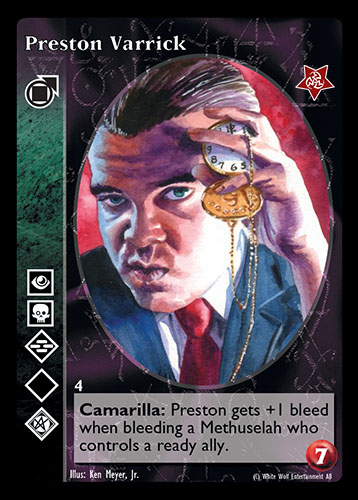 Preston Varrick
4
Camarilla: Preston gets +1 bleed
when bleeding a Methuselah who
controls a ready ally.
7
Illus: Ken Meyer, Jr.
(C) White Wolf Entertainment AB